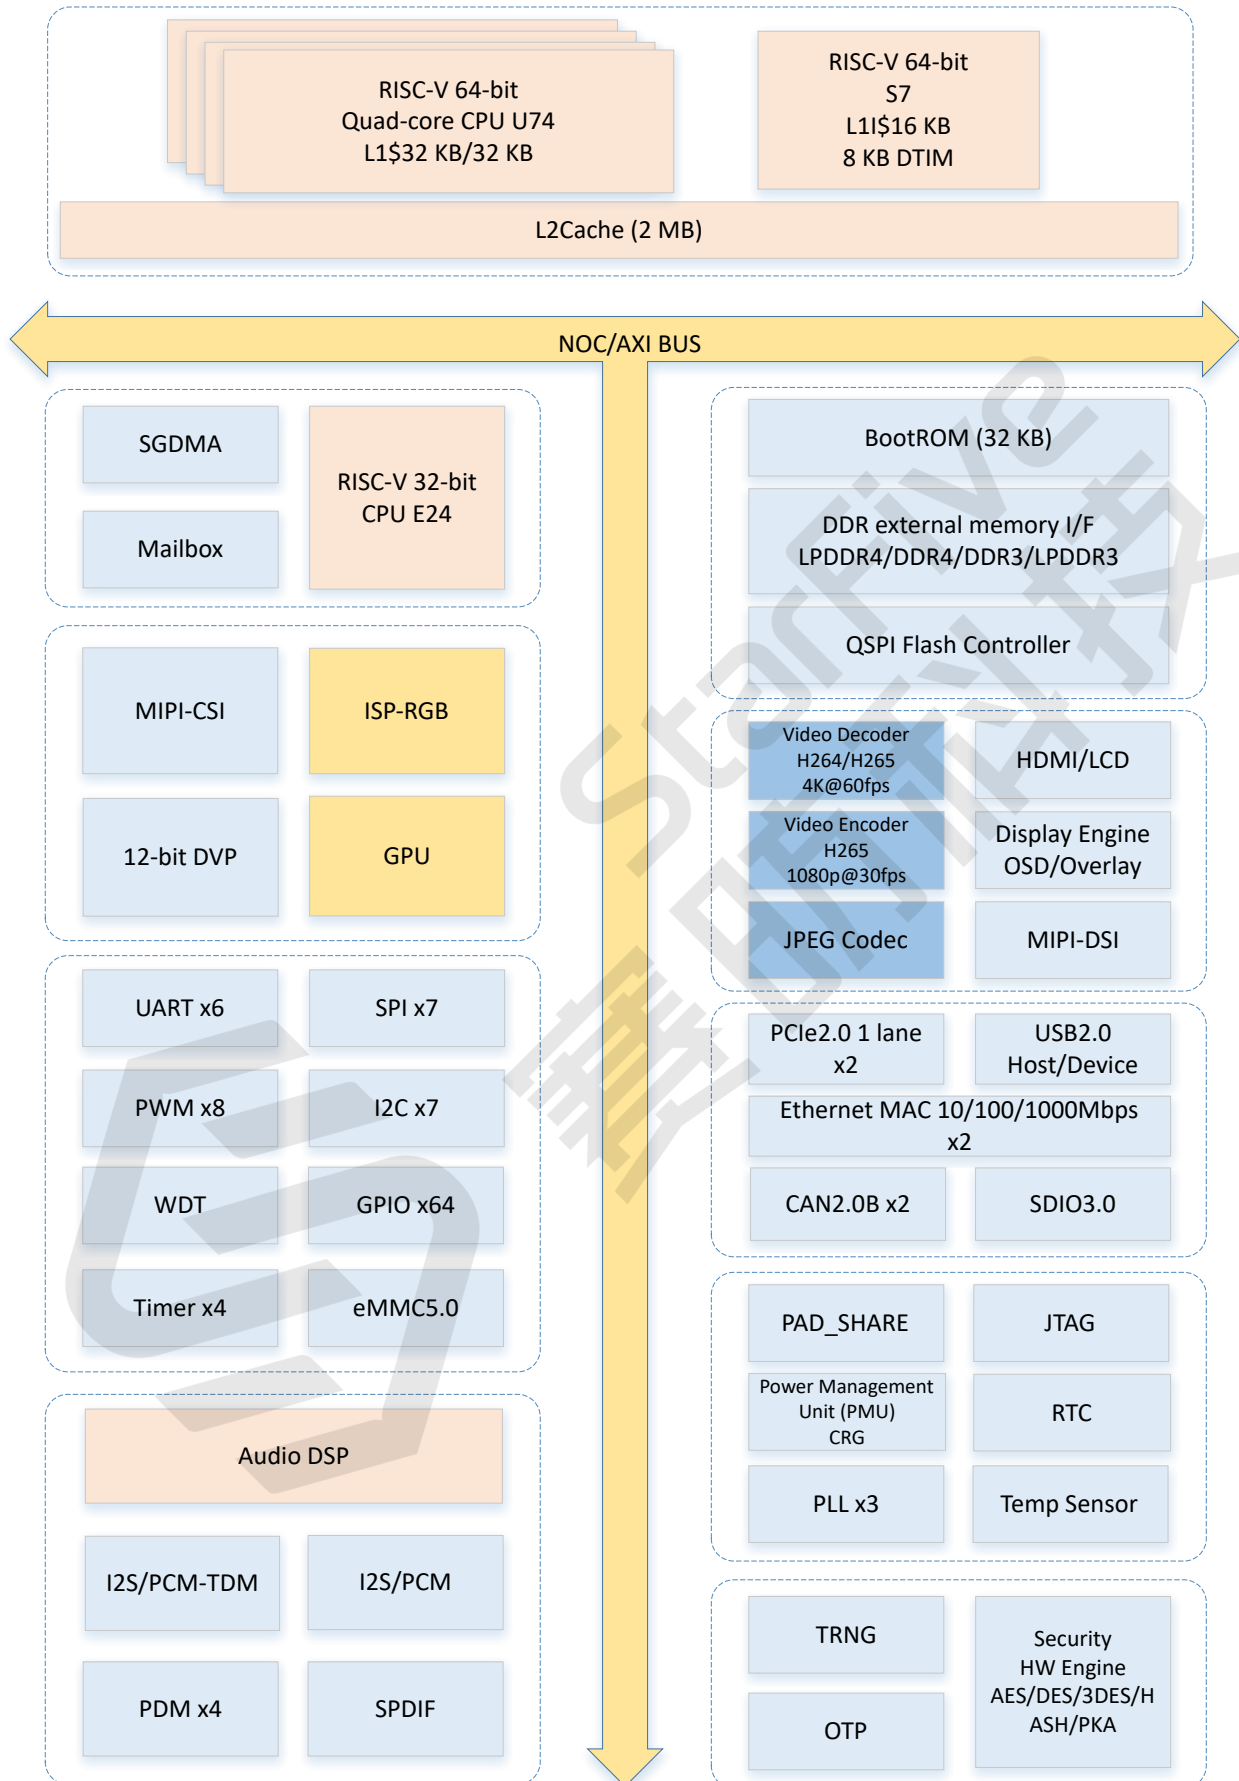 RISC-V 64-bit
Quad-core CPU U74
L1$32 KB/32 KB
RISC-V 64-bit
S7
L1I$16 KB
8 KB DTIM
L2Cache (2 MB)
NOC/AXI BUS
SGDMA
Mailbox
RISC-V 32-bit
CPU E24
BootROM (32 KB)
DDR external memory I/F
LPDDR4/DDR4/DDR3/LPDDR3
QSPI Flash Controller
MIPI-CSI
ISP-RGB
12-bit DVP
GPU
Video Decoder
H264/H265
4K@60fps
HDMI/LCD
Video Encoder
H265
1080p@30fps
Display Engine
OSD/Overlay
JPEG Codec
MIPI-DSI
UART x6
SPI x7
PWM x8
I2C x7
WDT
GPIO x64
Timer x4
eMMC5.0
PCIe2.0 1 lane
x2
USB2.0
Host/Device
Ethernet MAC 10/100/1000Mbps
x2
CAN2.0B x2
SDIO3.0
PAD_SHARE
JTAG
Power Management
Unit (PMU)
CRG
RTC
PLL x3
Temp Sensor
Audio DSP
I2S/PCM-TDM
I2S/PCM
PDM x4
SPDIF
TRNG
OTP
Security
HW Engine
AES/DES/3DES/H
ASH/PKA
StarFive
赛昉科技